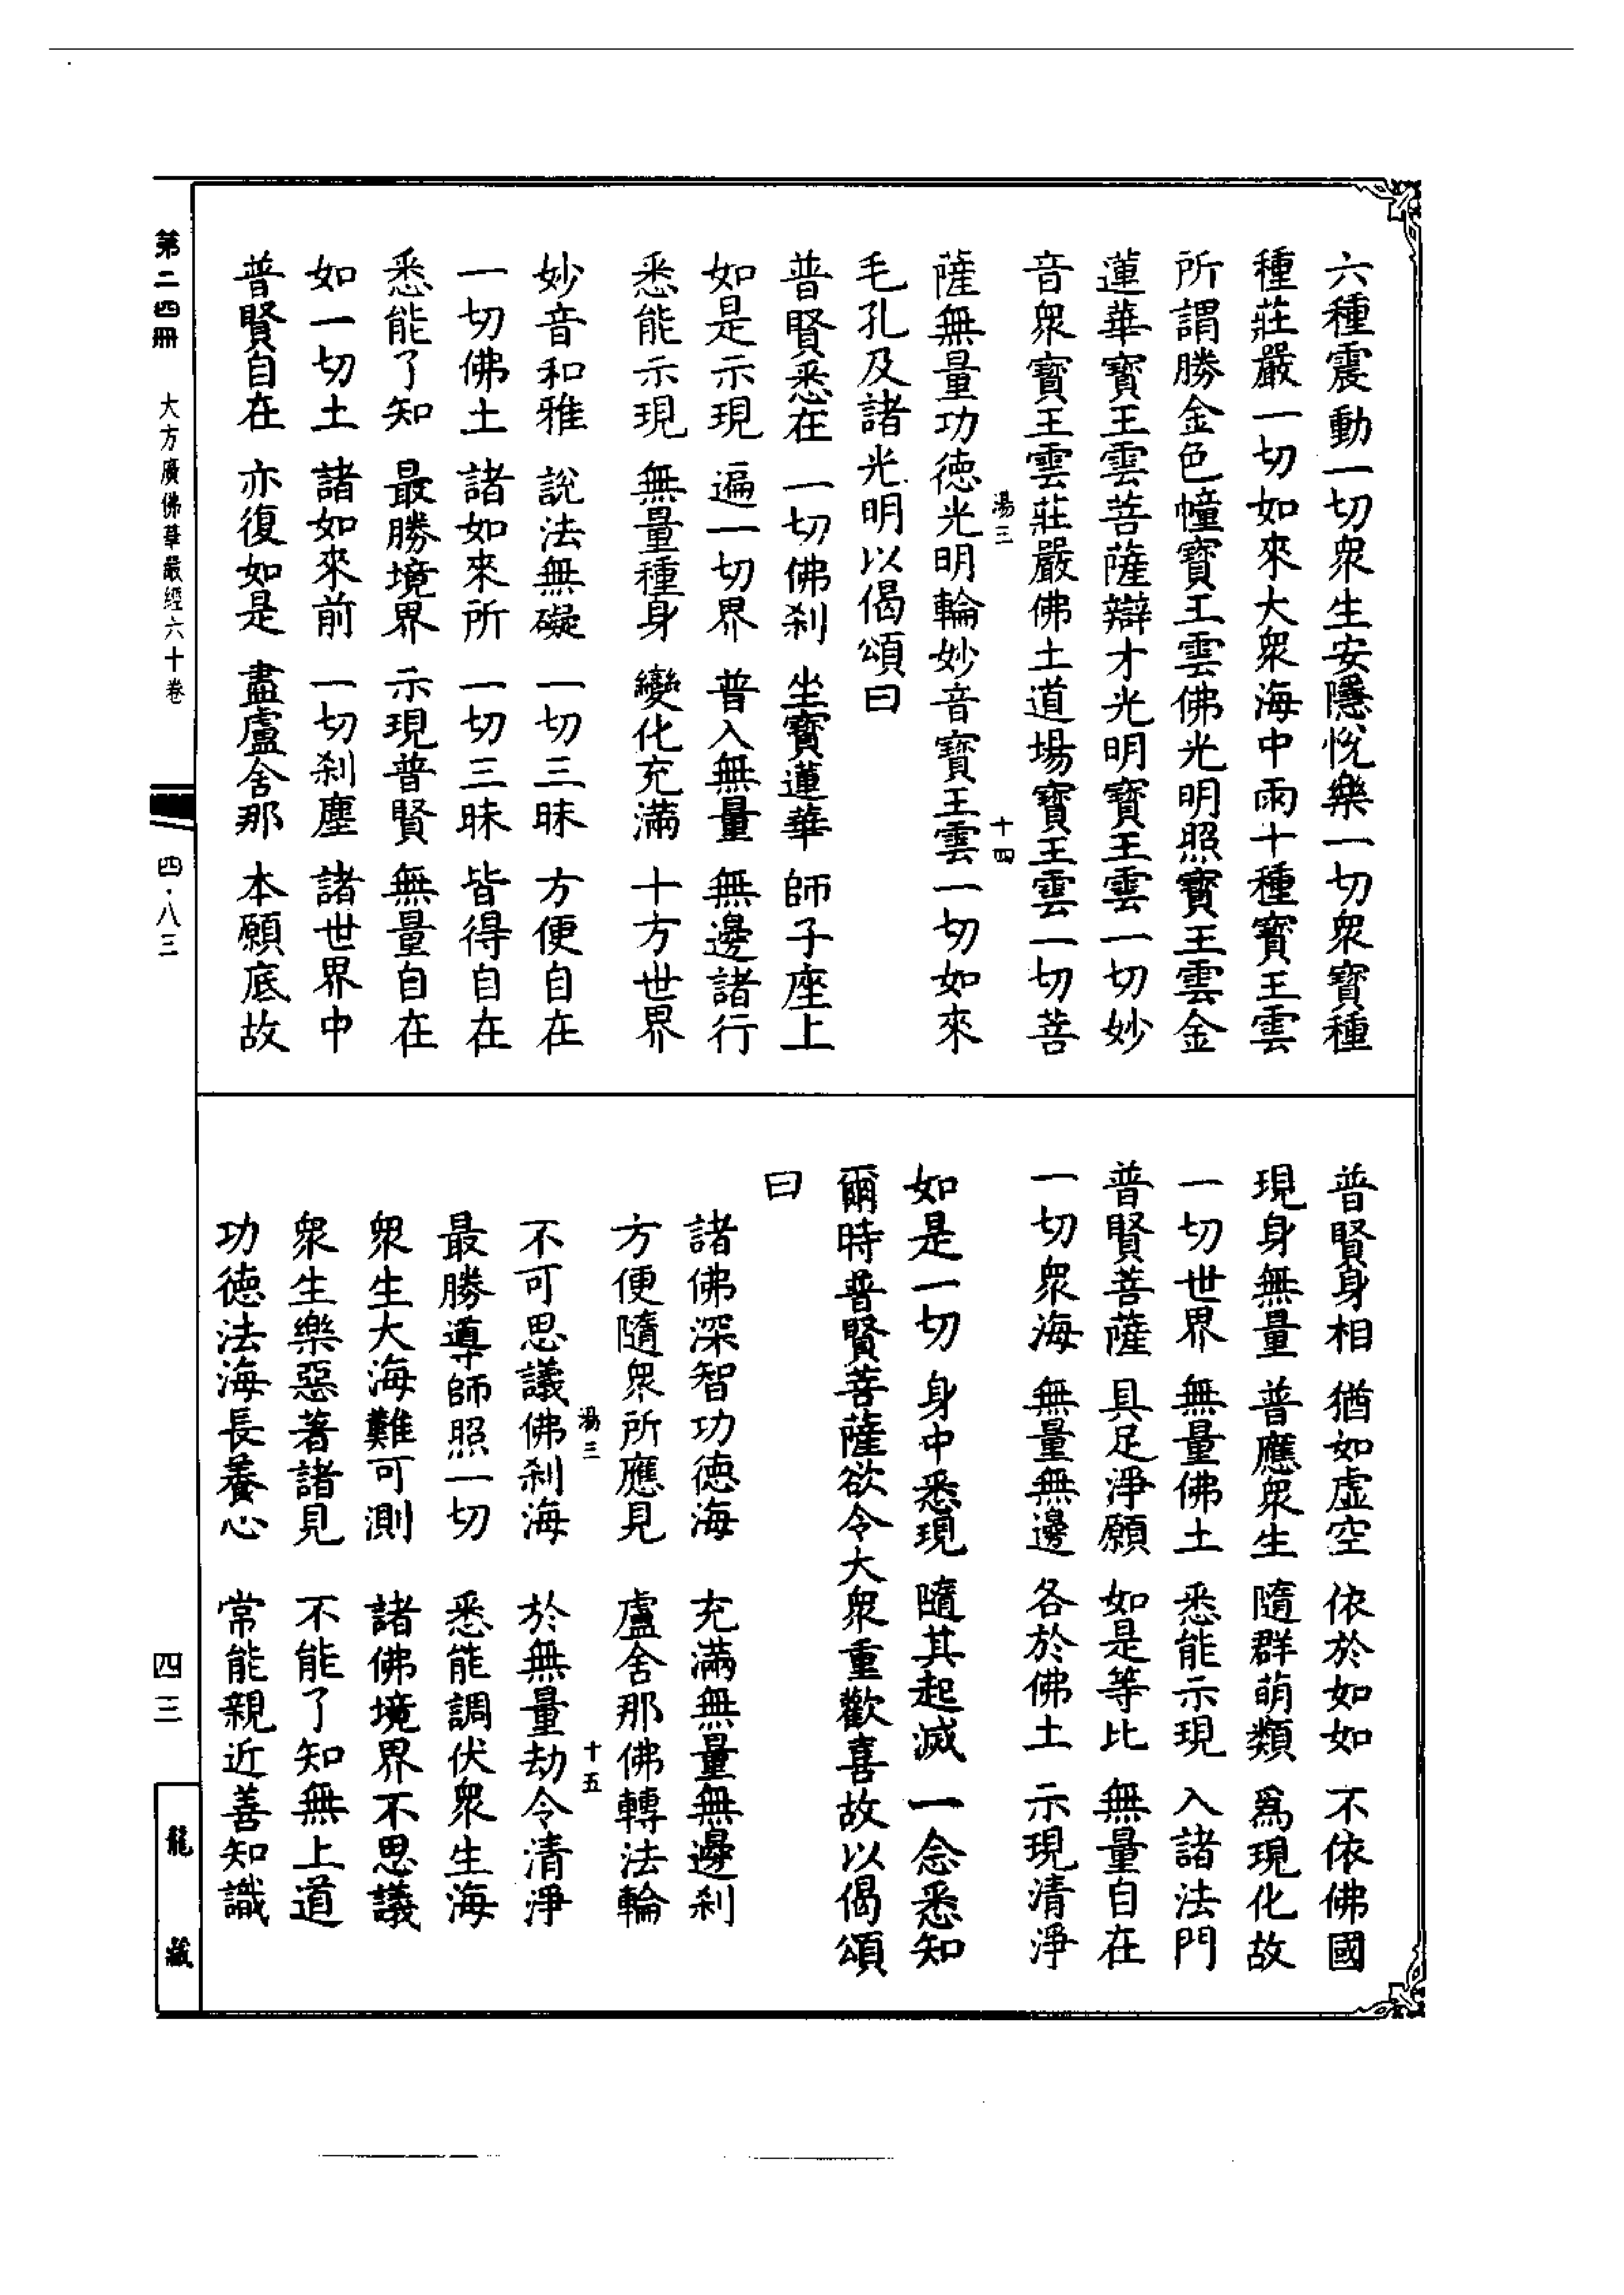 六種震動一切衆生安隱悅樂一切衆寶種
種莊嚴一切如來大衆海中雨十種寶王雲
所謂勝金色幢寶王雲佛光明照寶王雲金
蓮華寶王雲菩薩辯才光明寶王雲一切妙
音衆寶王雲莊嚴佛土道場寶王雲一切菩
湯三 十四
薩無量功德光明輪妙音寶王雲一切如來
毛孔及諸光明以偈頌曰
普賢悉在 一切佛刹 坐寶蓮華 師子座上
如是示現 遍一切界 普入無量 無邊諸行
悉能示現 無量種身 變化充滿 十方世界
妙音和雅 說法無礙 一切三昧 方便自在
一切佛土 諸如來所 一切三昧 皆得自在
悉能了知 最勝境界 示現普賢 無量自在
如一切土 諸如來前 一切刹塵 諸世界中
普賢自在 亦復如是 盡盧舍那 本願底故
普賢身相 猶如虛空 依於如如 不依佛國
現身無量 普應衆生 隨群萌類 爲現化故
一切世界 無量佛土 悉能示現 入諸法門
普賢菩薩 具足淨願 如是等比 無量自在
一切衆海 無量無邊 各於佛土 示現清淨
如是一切 身中悉現 隨其起滅 一念悉知
爾時普賢菩薩欲令大衆重歡喜故以偈頌
曰
諸佛深智功德海 充滿無量無邊刹
方便隨衆所應見 盧舍那佛轉法輪
湯三 十五
不可思議佛刹海 於無量劫令清淨
最勝導師照一切 悉能調伏衆生海
衆生大海難可測 諸佛境界不思議
衆生樂惡著諸見 不能了知無上道
功德法海長養心 常能親近善知識
第二四冊 大方廣佛華嚴經六十卷 四·八三 四三 龍藏